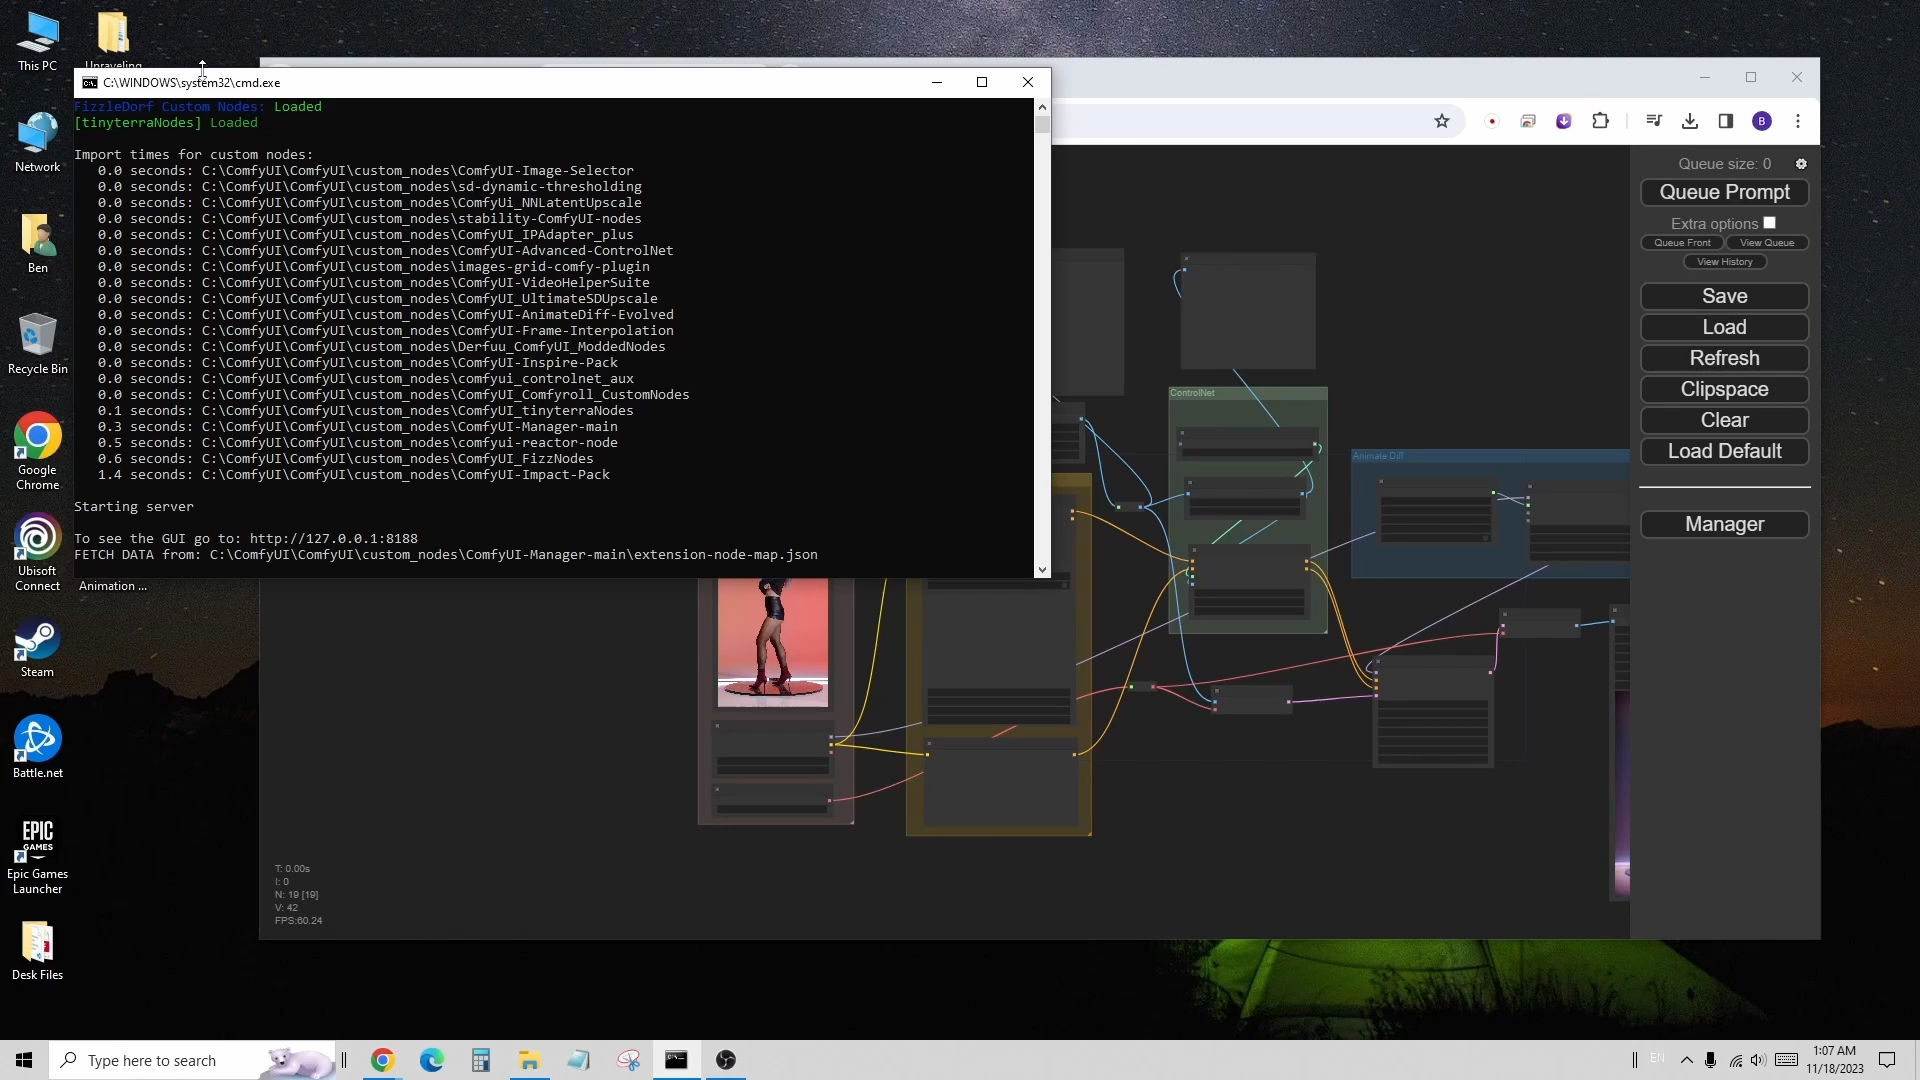 This PC
Unraveling
Network
Ben
Recycle Bin
Google
Chrome
Ubisoft
Connect
Animation ...
Steam
Battle.net
EPIC
GAMES
Epic Games
Launcher
Desk Files
C:\WINDOWS\system32\cmd.exe
FizzleDorf Custom Nodes: Loaded
[tinyterraNodes] Loaded
Import times for custom nodes:
0.0 seconds: C:\ComfyUI\ComfyUI\custom_nodes\ComfyUI-Image-Selector
0.0 seconds: C:\ComfyUI\ComfyUI\custom_nodes\sd-dynamic-thresholding
0.0 seconds: C:\ComfyUI\ComfyUI\custom_nodes\ComfyUi_NNLatentUpscale
0.0 seconds: C:\ComfyUI\ComfyUI\custom_nodes\stability-ComfyUI-nodes
0.0 seconds: C:\ComfyUI\ComfyUI\custom_nodes\ComfyUI_IPAdapter_plus
0.0 seconds: C:\ComfyUI\ComfyUI\custom_nodes\ComfyUI-Advanced-ControlNet
0.0 seconds: C:\ComfyUI\ComfyUI\custom_nodes\images-grid-comfy-plugin
0.0 seconds: C:\ComfyUI\ComfyUI\custom_nodes\ComfyUI-VideoHelperSuite
0.0 seconds: C:\ComfyUI\ComfyUI\custom_nodes\ComfyUI_UltimateSDUpscale
0.0 seconds: C:\ComfyUI\ComfyUI\custom_nodes\ComfyUI-AnimateDiff-Evolved
0.0 seconds: C:\ComfyUI\ComfyUI\custom_nodes\ComfyUI-Frame-Interpolation
0.0 seconds: C:\ComfyUI\ComfyUI\custom_nodes\Derfuu_ComfyUI_ModdedNodes
0.0 seconds: C:\ComfyUI\ComfyUI\custom_nodes\ComfyUI-Inspire-Pack
0.0 seconds: C:\ComfyUI\ComfyUI\custom_nodes\comfyui_controlnet_aux
0.0 seconds: C:\ComfyUI\ComfyUI\custom_nodes\ComfyUI_Comfyroll_CustomNodes
0.1 seconds: C:\ComfyUI\ComfyUI\custom_nodes\ComfyUI_tinyterraNodes
0.3 seconds: C:\ComfyUI\ComfyUI\custom_nodes\ComfyUI-Manager-main
0.5 seconds: C:\ComfyUI\ComfyUI\custom_nodes\comfyui-reactor-node
0.6 seconds: C:\ComfyUI\ComfyUI\custom_nodes\ComfyUI_FizzNodes
1.4 seconds: C:\ComfyUI\ComfyUI\custom_nodes\ComfyUI-Impact-Pack
Starting server
To see the GUI go to: http://127.0.0.1:8188
FETCH DATA from: C:\ComfyUI\ComfyUI\custom_nodes\ComfyUI-Manager-main\extension-node-map.json
B
ControlNet
Animate Diff
T: 0.00s
I: 0
N: 19 [19]
V: 42
FPS:60.24
Queue size: 0
Queue Prompt
Extra options
Queue Front
View Queue
View History
Save
Load
Refresh
Clipspace
Clear
Load Default
Manager
Type here to search
EN
1:07 AM
11/18/2023